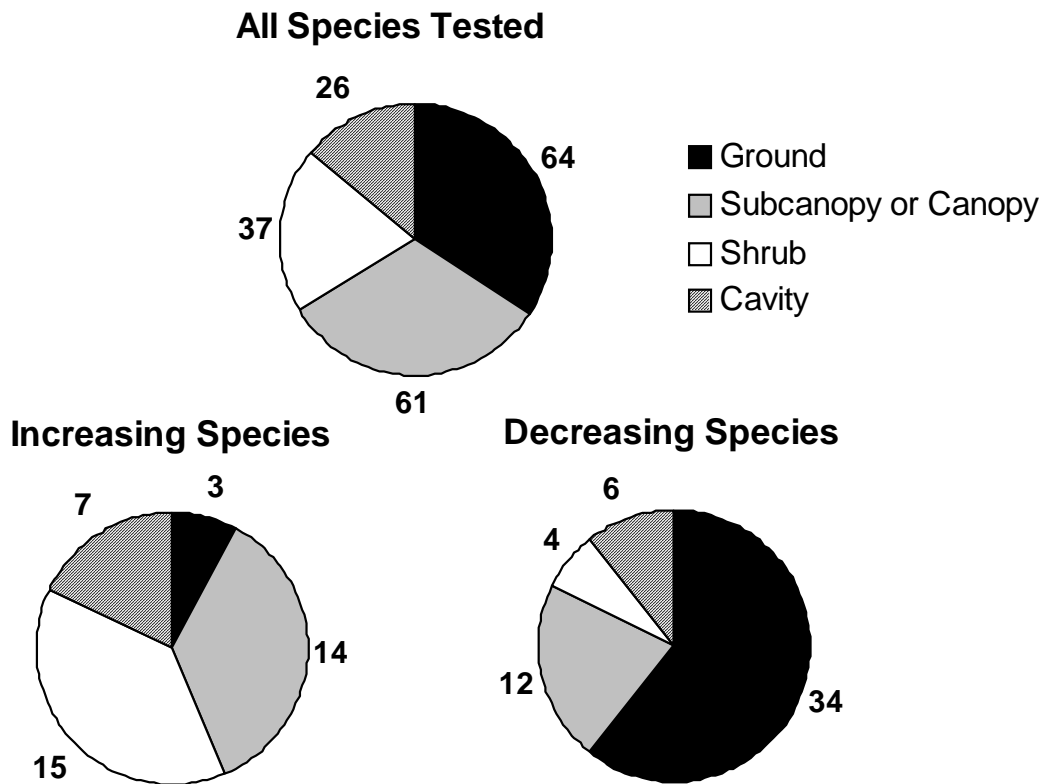 All Species Tested
26
64
37
61
Ground
Subcanopy or Canopy
Shrub
Cavity
Increasing Species
7
3
14
15
Decreasing Species
6
4
12
34